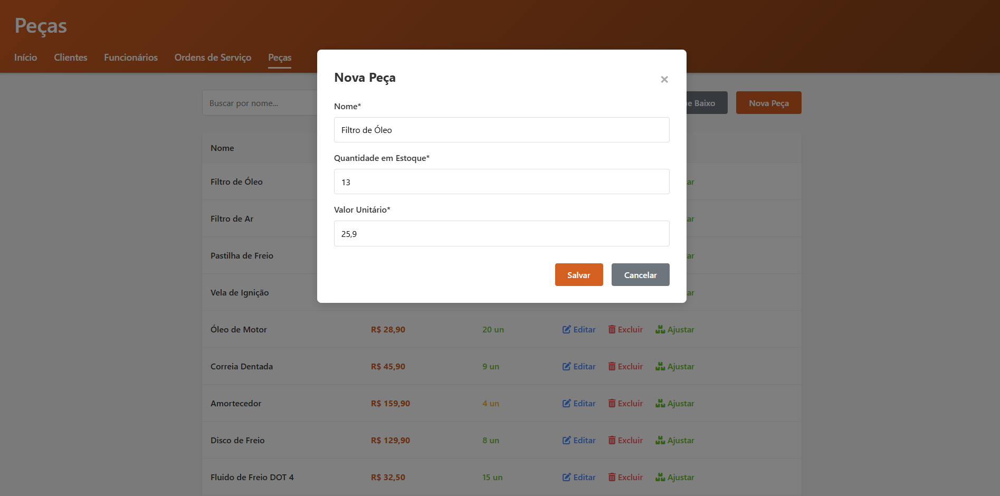 Peças
Início Clientes Funcionários Ordens de Serviço Peças
Nova Peça ×
Nome*
Filtro de Óleo
Quantidade em Estoque*
13
Valor Unitário*
25,9
Salvar Cancelar
Buscar por nome... Baixo Nova Peça
Nome
Filtro de Óleo
Filtro de Ar
Pastilha de Freio
Vela de Ignição
Óleo de Motor R$ 28,90 20 un Editar Excluir Ajustar
Correia Dentada R$ 45,90 9 un Editar Excluir Ajustar
Amortecedor R$ 159,90 4 un Editar Excluir Ajustar
Disco de Freio R$ 129,90 8 un Editar Excluir Ajustar
Fluido de Freio DOT 4 R$ 32,50 15 un Editar Excluir Ajustar